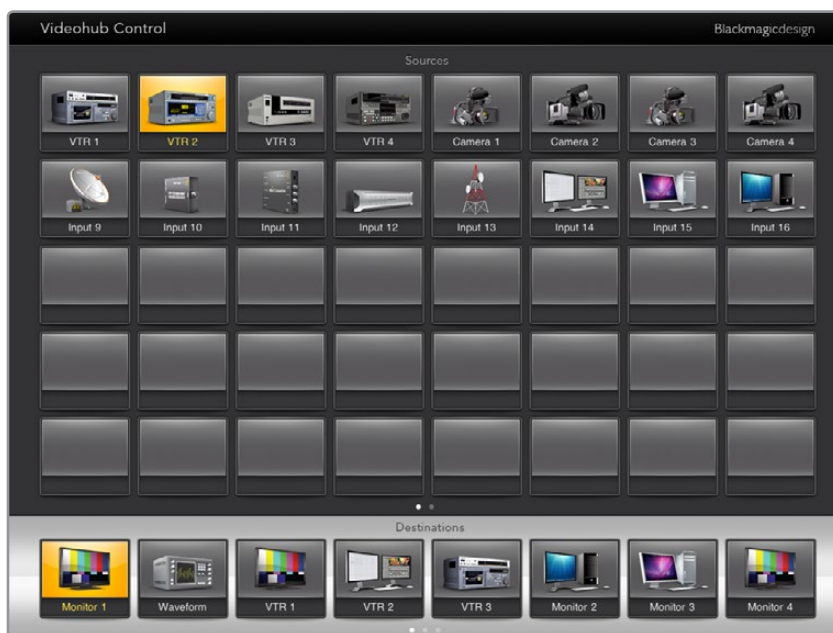 Videohub Control
Blackmagicdesign
Sources
VTR 1
VTR 2
VTR 3
VTR 4
Camera 1
Camera 2
Camera 3
Camera 4
Input 9
Input 10
Input 11
Input 12
Input 13
Input 14
Input 15
Input 16
Destinations
Monitor 1
Waveform
VTR 1
VTR 2
VTR 3
Monitor 2
Monitor 3
Monitor 4